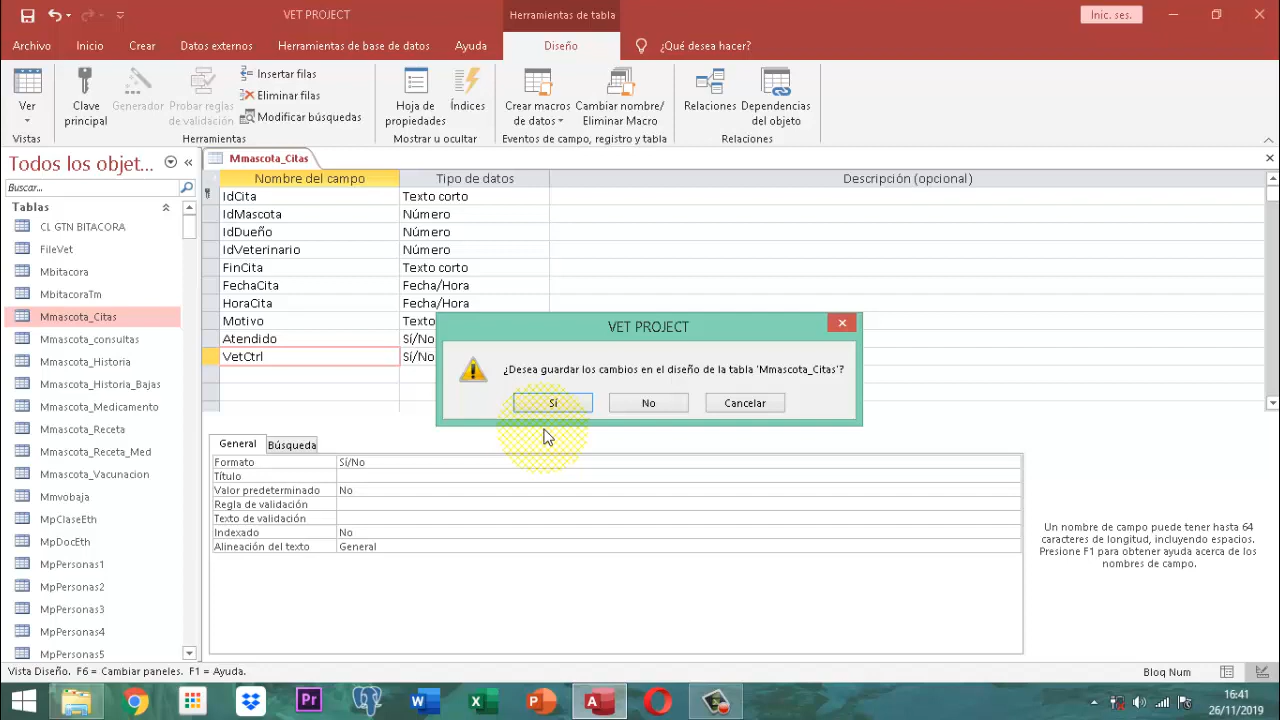 VET PROJECT
Herramientas de tabla
Inic. ses.
Archivo
Inicio
Crear
Datos externos
Herramientas de base de datos
Ayuda
Diseño
¿Qué desea hacer?
Ver
Clave principal
Generador
Probar reglas de validación
Insertar filas
Eliminar filas
Modificar búsquedas
Hoja de propiedades
Índices
Crear macros de datos
Cambiar nombre/ Eliminar Macro
Relaciones
Dependencias del objeto
Vistas
Herramientas
Mostrar u ocultar
Eventos de campo, registro y tabla
Relaciones
Todos los objet...
Buscar...
Tablas
CL GTN BITACORA
FileVet
Mbitacora
MbitacoraTm
Mmascota_Citas
Mmascota_consultas
Mmascota_Historia
Mmascota_Historia_Bajas
Mmascota_Medicamento
Mmascota_Receta
Mmascota_Receta_Med
Mmascota_Vacunacion
Mmvobaja
MpClaseEth
MpDocEth
MpPersonas1
MpPersonas2
MpPersonas3
MpPersonas4
MpPersonas5
Mmascota_Citas
Nombre del campo Tipo de datos Descripción (opcional)
IdCita Texto corto
IdMascota Número
IdDueño Número
IdVeterinario Número
FinCita Texto corto
FechaCita Fecha/Hora
HoraCita Fecha/Hora
Motivo Texto
Atendido Sí/No
VetCtrl Sí/No
VET PROJECT
¿Desea guardar los cambios en el diseño de la tabla 'Mmascota_Citas'?
Sí No Cancelar
General Búsqueda
Formato Sí/No
Título
Valor predeterminado No
Regla de validación
Texto de validación
Indexado No
Alineación del texto General
Un nombre de campo puede tener hasta 64
caracteres de longitud, incluyendo espacios.
Presione F1 para obtener ayuda acerca de los
nombres de campo.
Vista Diseño. F6 = Cambiar paneles. F1 = Ayuda.
Bloq Num
16:41
26/11/2019